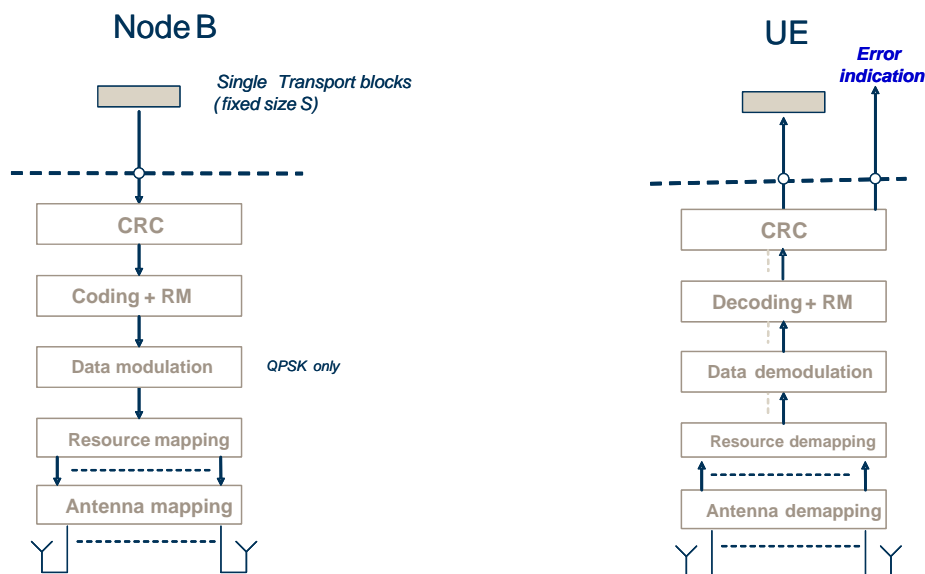 Node B
Single Transport blocks
(fixed size S)
CRC
Coding + RM
Data modulation
QPSK only
Resource mapping
Antenna mapping
UE
Error
indication
CRC
Decoding + RM
Data demodulation
Resource demapping
Antenna demapping